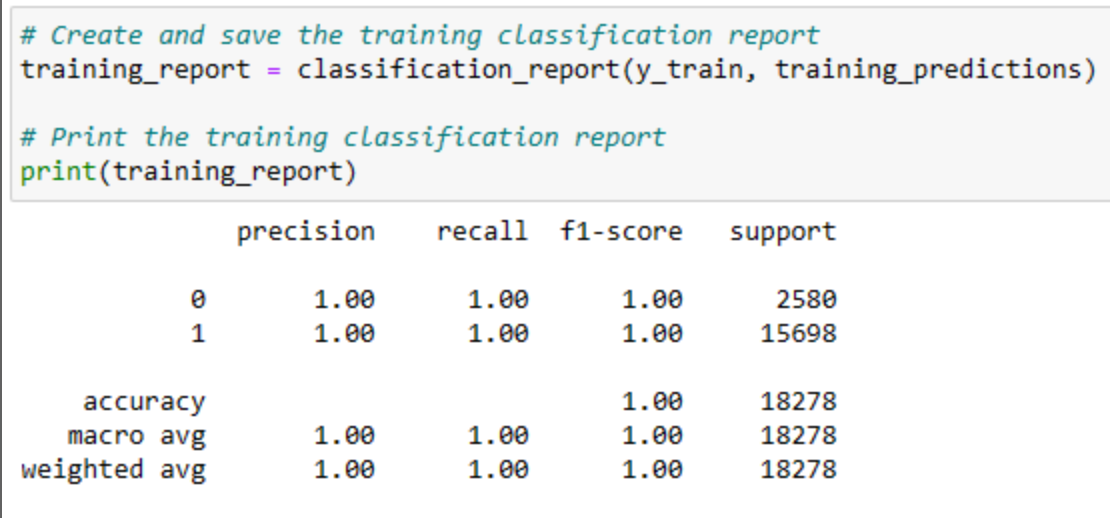 # Create and save the training classification report
training_report = classification_report(y_train, training_predictions)
# Print the training classification report
print(training_report)
precision recall f1-score support
0 1.00 1.00 1.00 2580
1 1.00 1.00 1.00 15698
accuracy 1.00 18278
macro avg 1.00 1.00 1.00 18278
weighted avg 1.00 1.00 1.00 18278